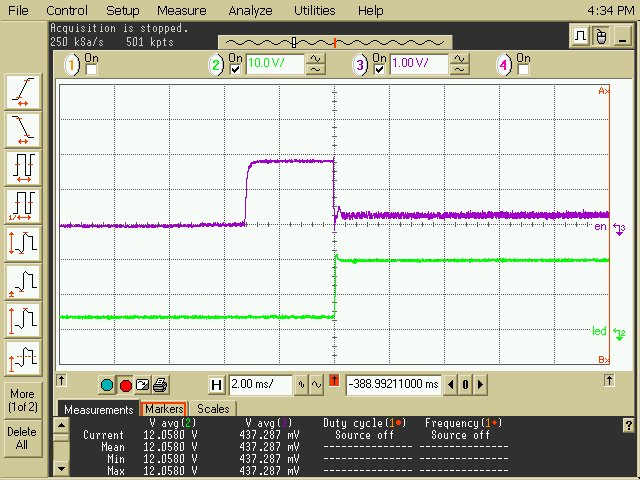 File Control Setup Measure Analyze Utilities Help 4:34 PM
Acquisition is stopped.
250 kSa/s 501 kpts
1 On 2 On 10.0 V/ 3 On 1.00 V/ 4 On
Ax
en 3
led 2
Bx
H 2.00 ms/ -388.99211000 ms 0
More
(1 of 2)
Delete
All
Measurements Markers Scales
V avg(2) V avg(3) Duty cycle(1) Frequency(1)
Current 12.0580 V 437.287 mV Source off Source off
Mean 12.0580 V 437.287 mV --------------- ---------------
Min 12.0580 V 437.287 mV --------------- ---------------
Max 12.0580 V 437.287 mV --------------- ---------------
?